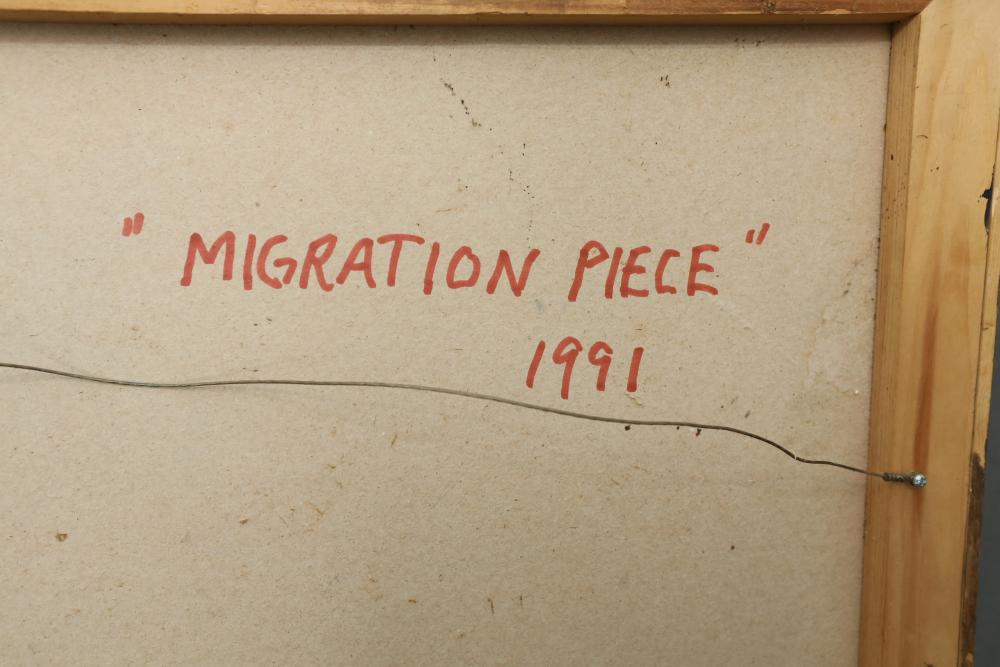 " MIGRATION PIECE "
1991